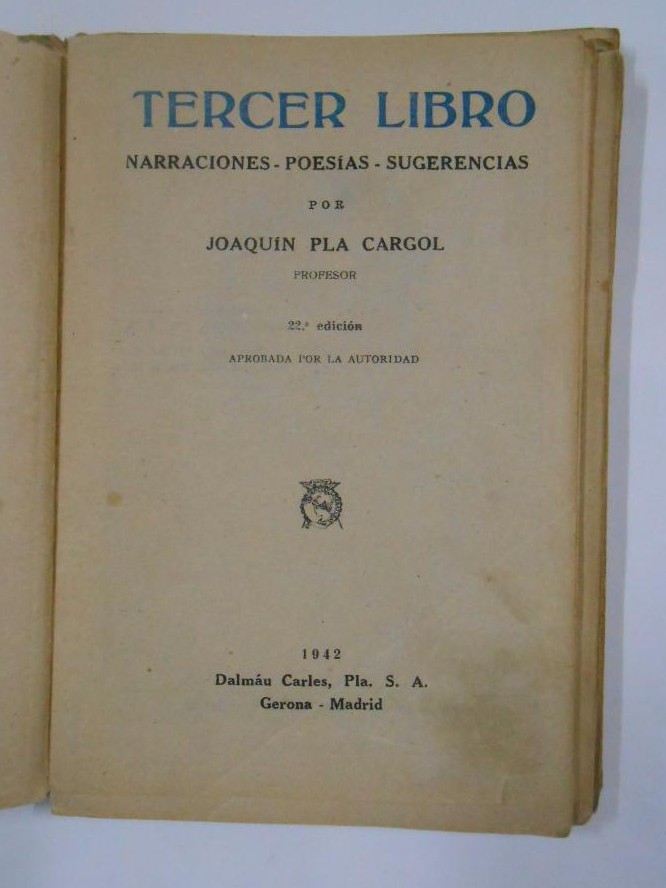 TERCER LIBRO
NARRACIONES - POESÍAS - SUGERENCIAS
POR
JOAQUÍN PLA CARGOL
PROFESOR
22.ª edición
APROBADA POR LA AUTORIDAD
1942
Dalmáu Carles, Pla. S. A.
Gerona - Madrid